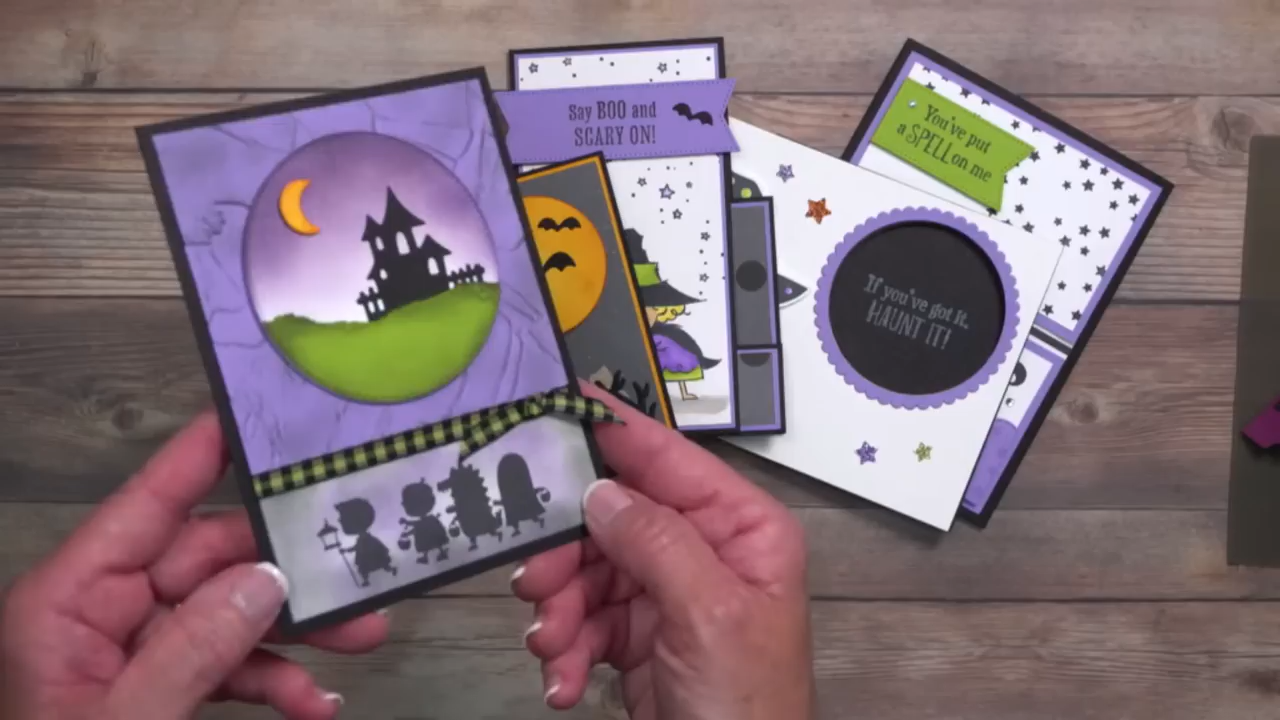 Say BOO and
SCARY ON!
You've put
a SPELL on me
If you've got it,
HAUNT IT!